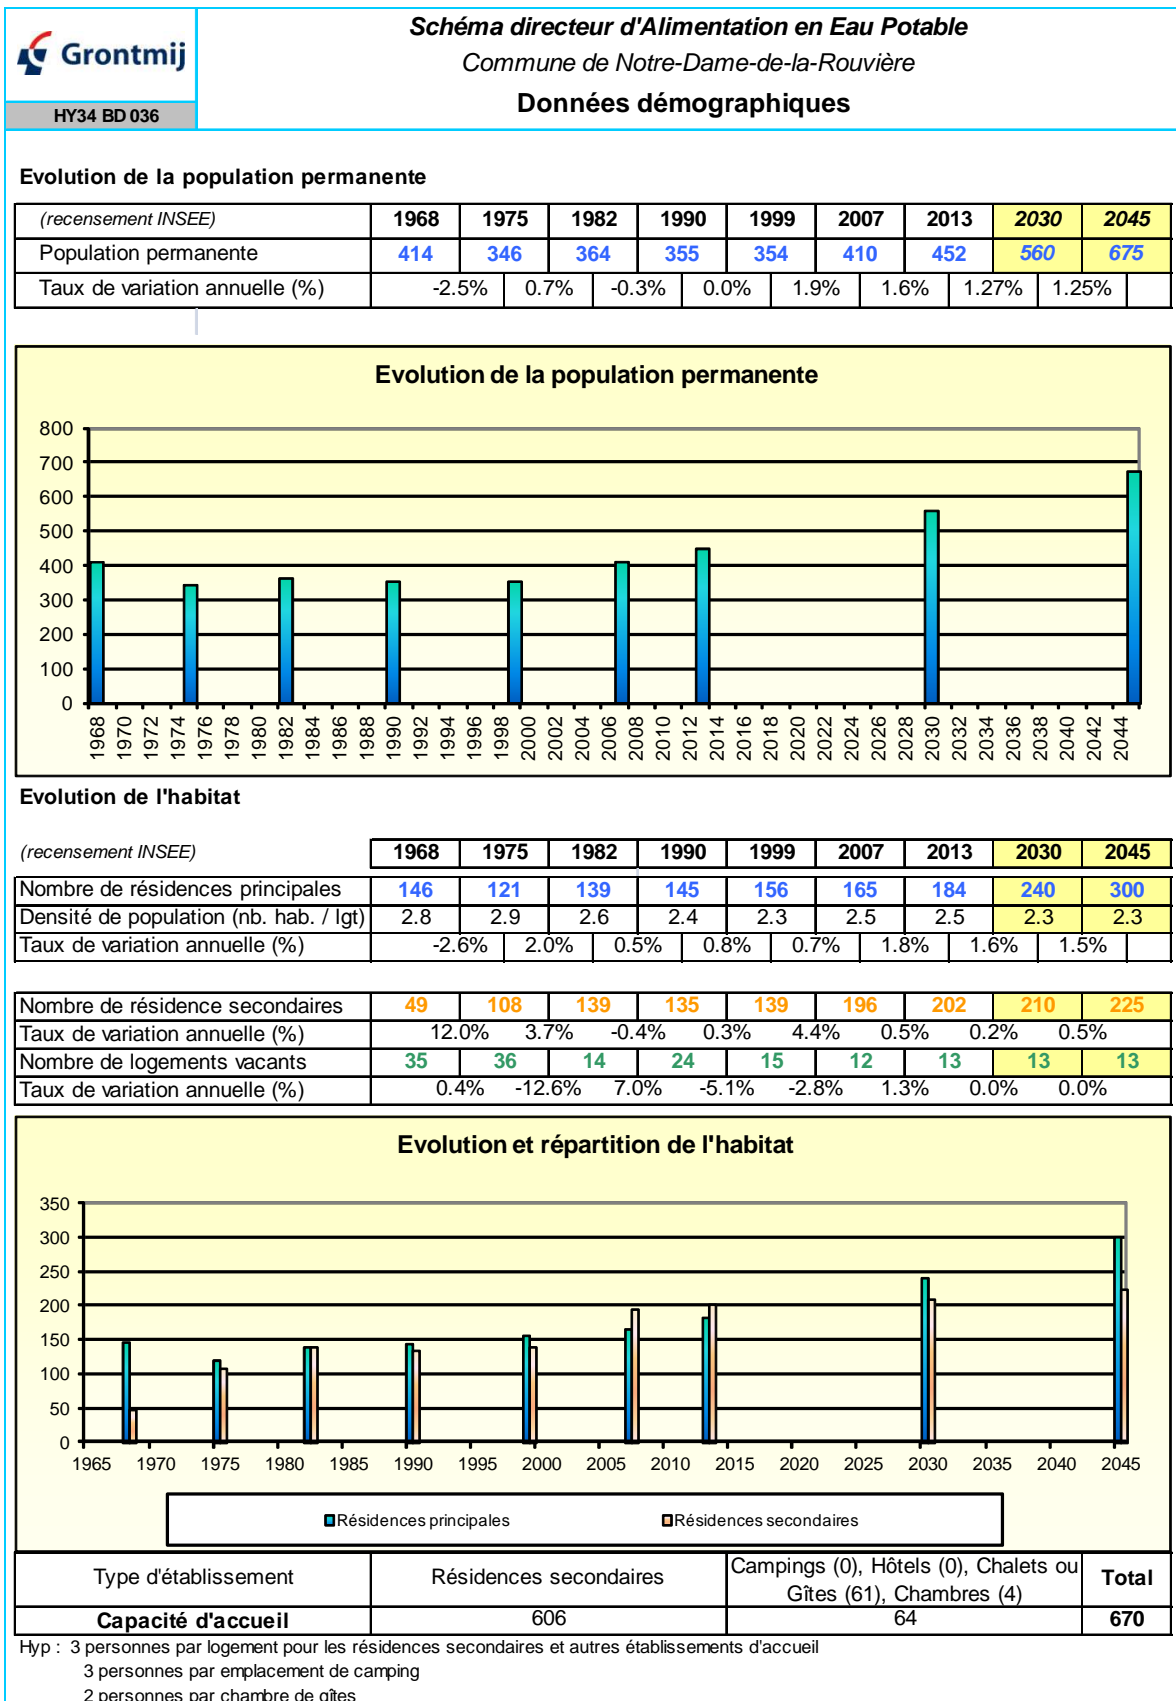 Grontmij
HY34 BD 036
Schéma directeur d'Alimentation en Eau Potable
Commune de Notre-Dame-de-la-Rouvière
Données démographiques
Evolution de la population permanente
(recensement INSEE) 1968 1975 1982 1990 1999 2007 2013 2030 2045
Population permanente 414 346 364 355 354 410 452 560 675
Taux de variation annuelle (%) -2.5% 0.7% -0.3% 0.0% 1.9% 1.6% 1.27% 1.25%
Evolution de la population permanente
800
700
600
500
400
300
200
100
0
1968 1970 1972 1974 1976 1978 1980 1982 1984 1986 1988 1990 1992 1994 1996 1998 2000 2002 2004 2006 2008 2010 2012 2014 2016 2018 2020 2022 2024 2026 2028 2030 2032 2034 2036 2038 2040 2042 2044
Evolution de l'habitat
(recensement INSEE) 1968 1975 1982 1990 1999 2007 2013 2030 2045
Nombre de résidences principales 146 121 139 145 156 165 184 240 300
Densité de population (nb. hab. / lgt) 2.8 2.9 2.6 2.4 2.3 2.5 2.5 2.3 2.3
Taux de variation annuelle (%) -2.6% 2.0% 0.5% 0.8% 0.7% 1.8% 1.6% 1.5%
Nombre de résidence secondaires 49 108 139 135 139 196 202 210 225
Taux de variation annuelle (%) 12.0% 3.7% -0.4% 0.3% 4.4% 0.5% 0.2% 0.5%
Nombre de logements vacants 35 36 14 24 15 12 13 13 13
Taux de variation annuelle (%) 0.4% -12.6% 7.0% -5.1% -2.8% 1.3% 0.0% 0.0%
Evolution et répartition de l'habitat
350
300
250
200
150
100
50
0
1965 1970 1975 1980 1985 1990 1995 2000 2005 2010 2015 2020 2025 2030 2035 2040 2045
Résidences principales Résidences secondaires
Type d'établissement Résidences secondaires Campings (0), Hôtels (0), Chalets ou Gîtes (61), Chambres (4) Total
Capacité d'accueil 606 64 670
Hyp : 3 personnes par logement pour les résidences secondaires et autres établissements d'accueil
3 personnes par emplacement de camping
2 personnes par chambre de gîtes